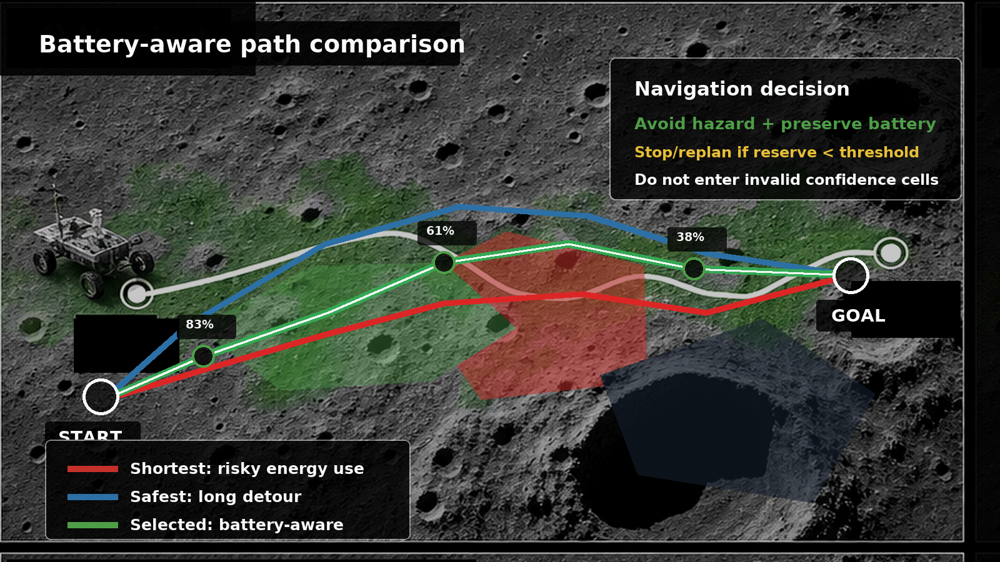 Battery-aware path comparison
Navigation decision
Avoid hazard + preserve battery
Stop/replan if reserve < threshold
Do not enter invalid confidence cells
61%
38%
83%
GOAL
START
Shortest: risky energy use
Safest: long detour
Selected: battery-aware